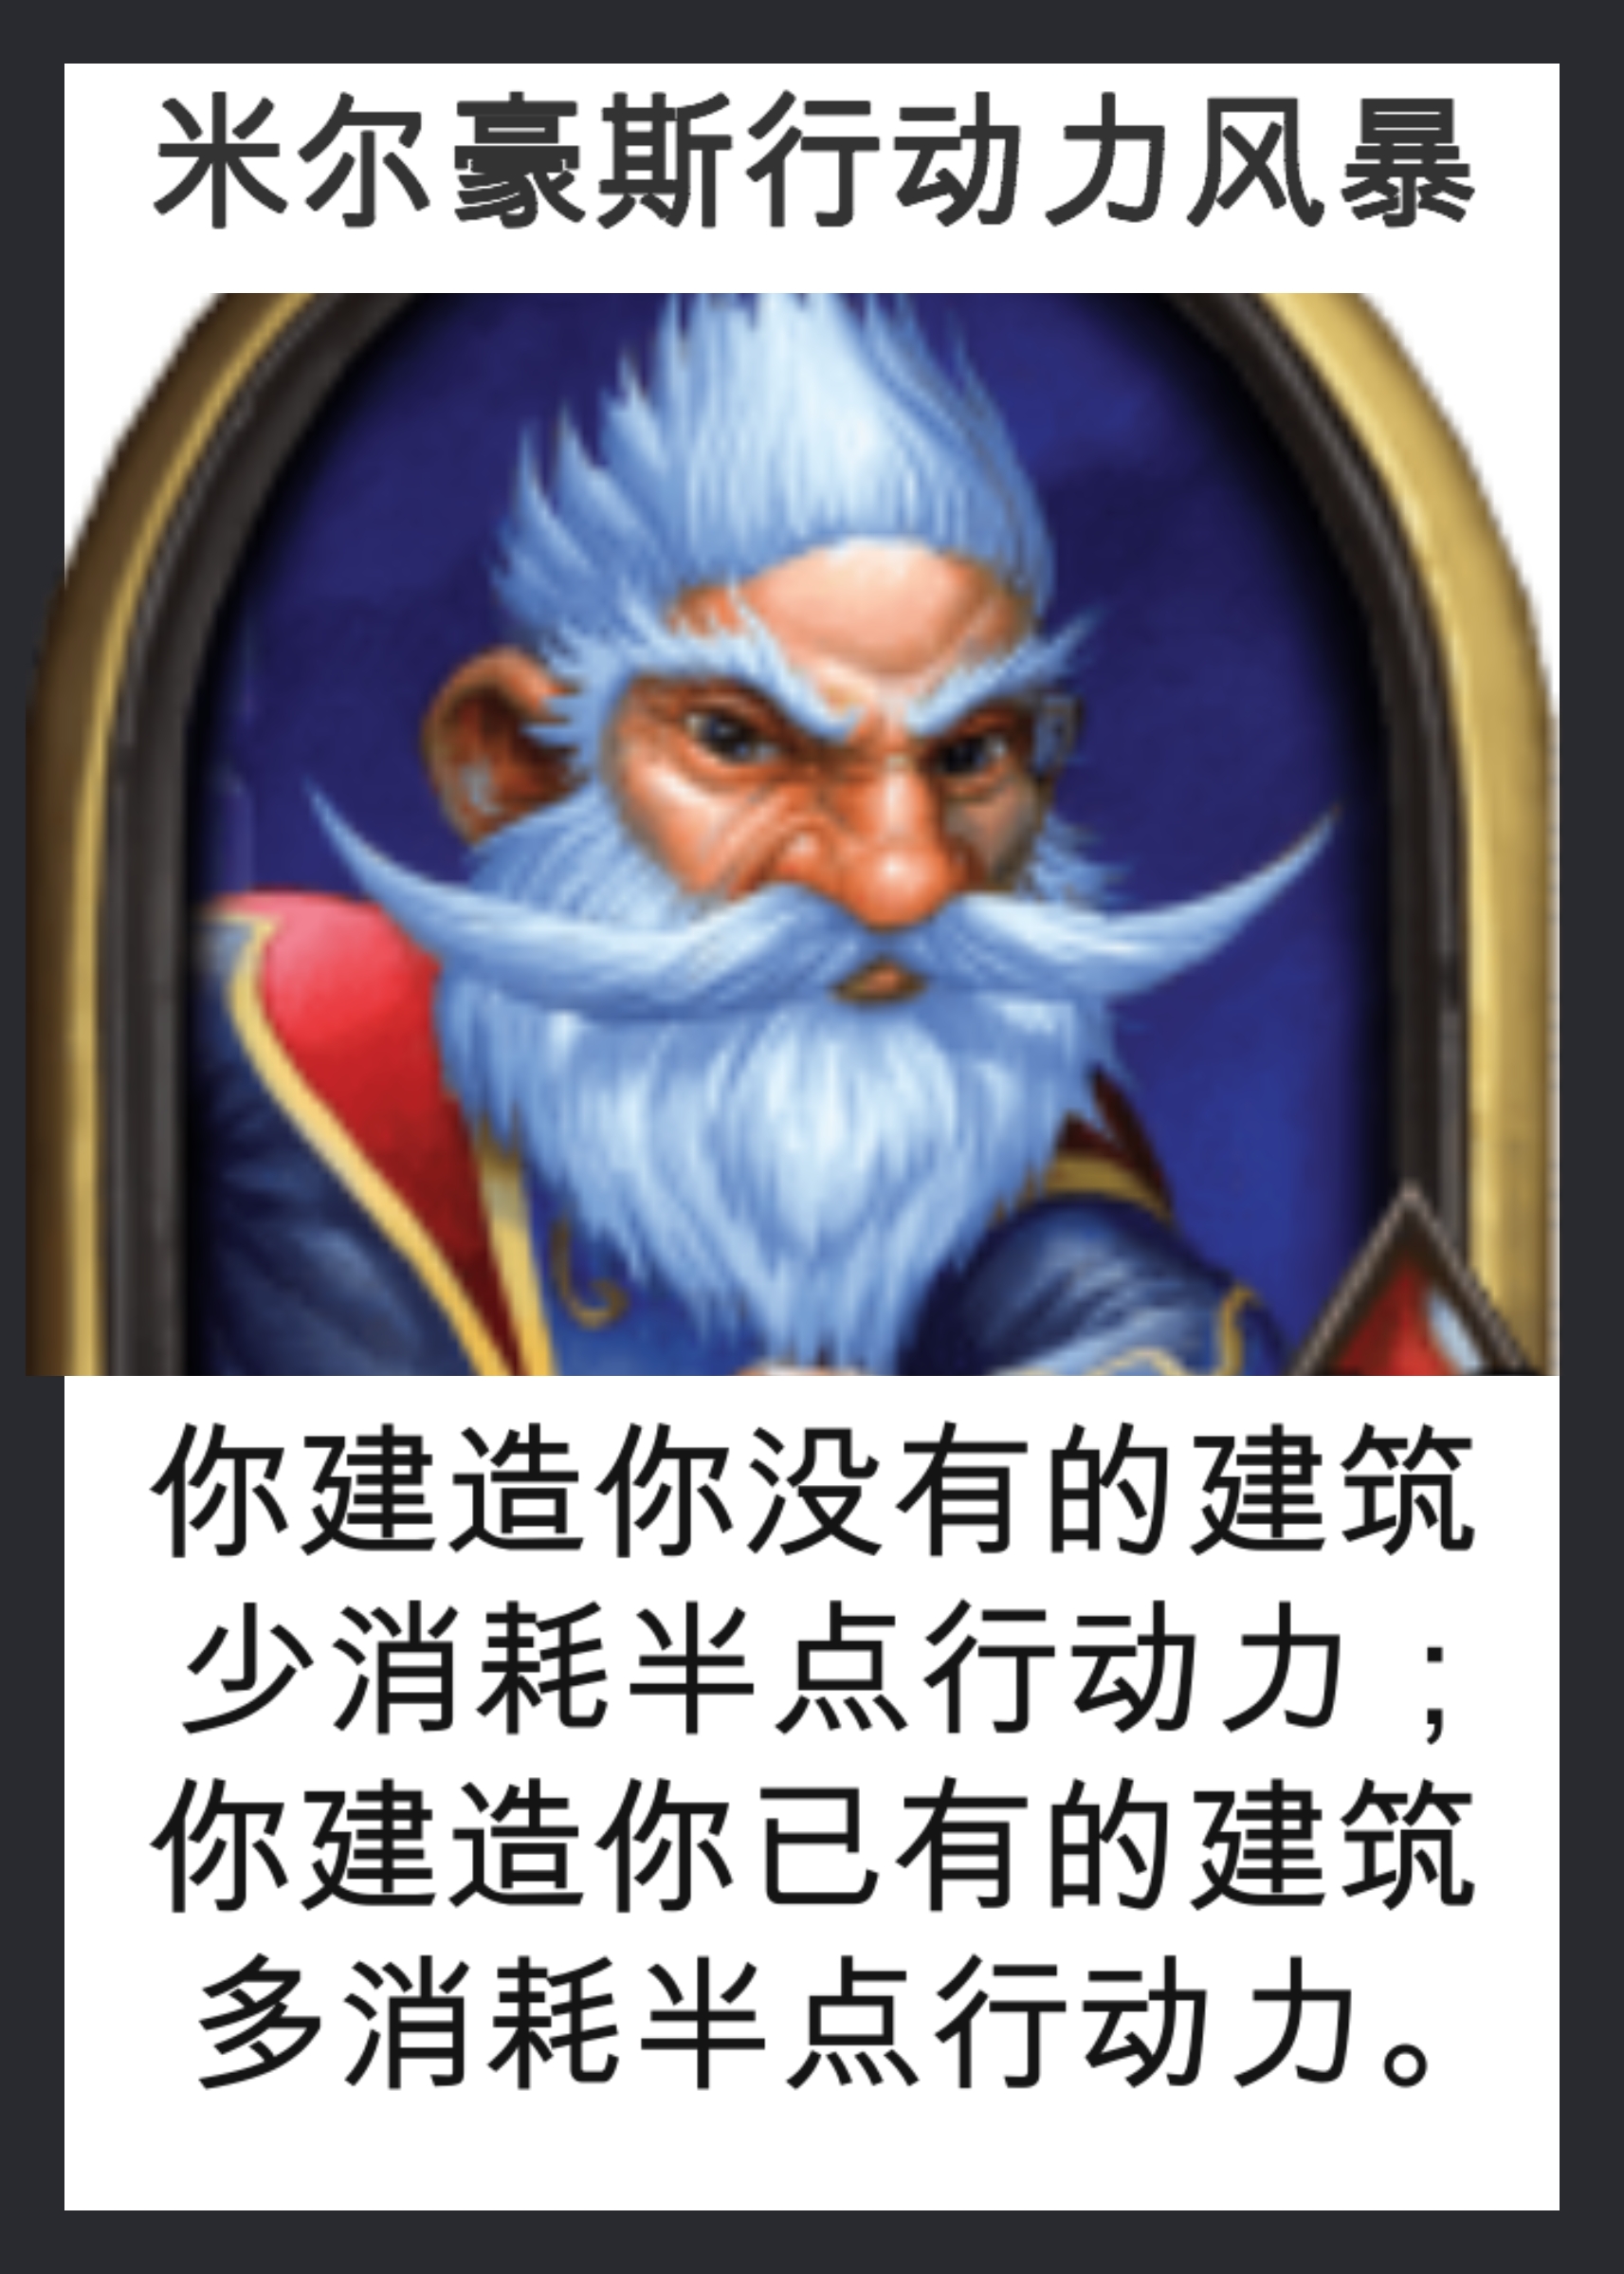 米尔豪斯行动力风暴
你建造你没有的建筑
少消耗半点行动力；
你建造你已有的建筑
多消耗半点行动力。